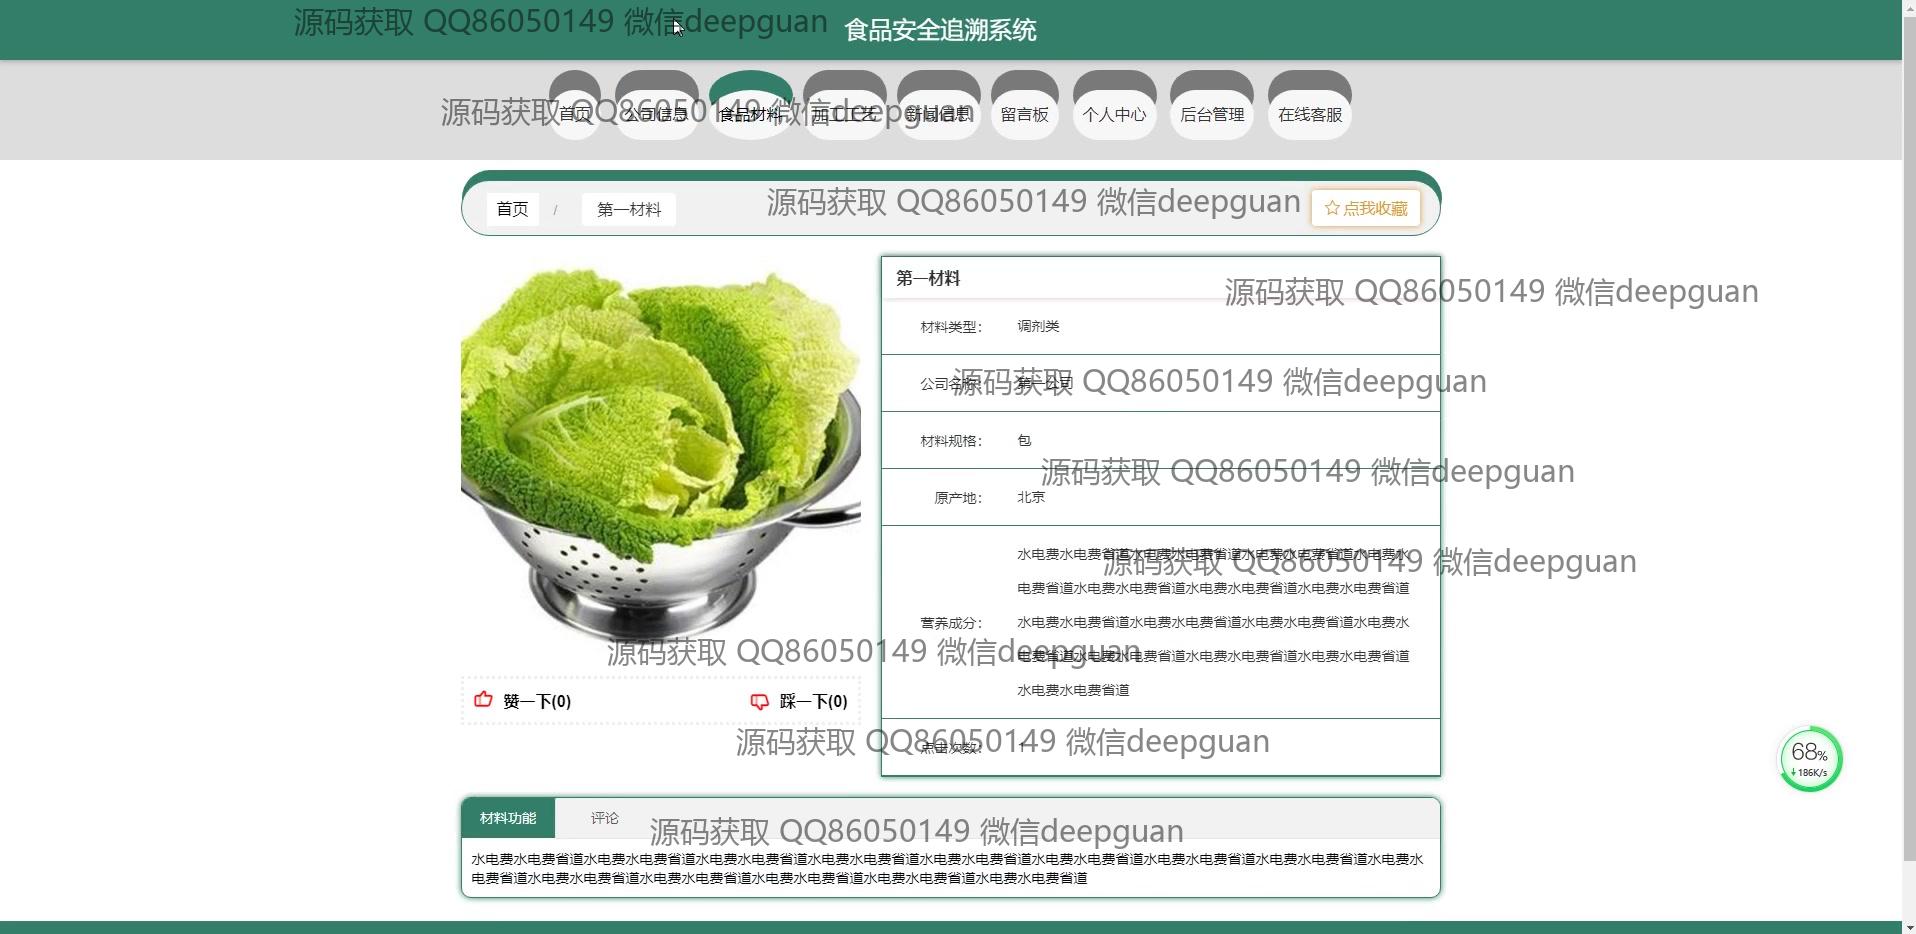 源码获取 QQ86050149 微信deepguan
食品安全追溯系统
首页 公司信息 食品材料 加工工艺 新闻信息 留言板 个人中心 后台管理 在线客服
源码获取 QQ86050149 微信deepguan
首页 / 第一材料
源码获取 QQ86050149 微信deepguan
点我收藏
第一材料
源码获取 QQ86050149 微信deepguan
材料类型: 调剂类
公司名称: 第一公司
源码获取 QQ86050149 微信deepguan
材料规格: 包
源码获取 QQ86050149 微信deepguan
原产地: 北京
水电费水电费省道水电费水电费省道水电费水电费省道水电费水
源码获取 QQ86050149 微信deepguan
电费省道水电费水电费省道水电费水电费省道水电费水电费省道
营养成分: 水电费水电费省道水电费水电费省道水电费水电费省道水电费水
电费省道水电费水电费省道水电费水电费省道水电费水电费省道
源码获取 QQ86050149 微信deepguan
水电费水电费省道
赞一下(0) 踩一下(0)
点击次数:
源码获取 QQ86050149 微信deepguan
68%
186K/s
材料功能 评论
源码获取 QQ86050149 微信deepguan
水电费水电费省道水电费水电费省道水电费水电费省道水电费水电费省道水电费水电费省道水电费水电费省道水电费水电费省道水电费水电费省道水电费水
电费省道水电费水电费省道水电费水电费省道水电费水电费省道水电费水电费省道水电费水电费省道